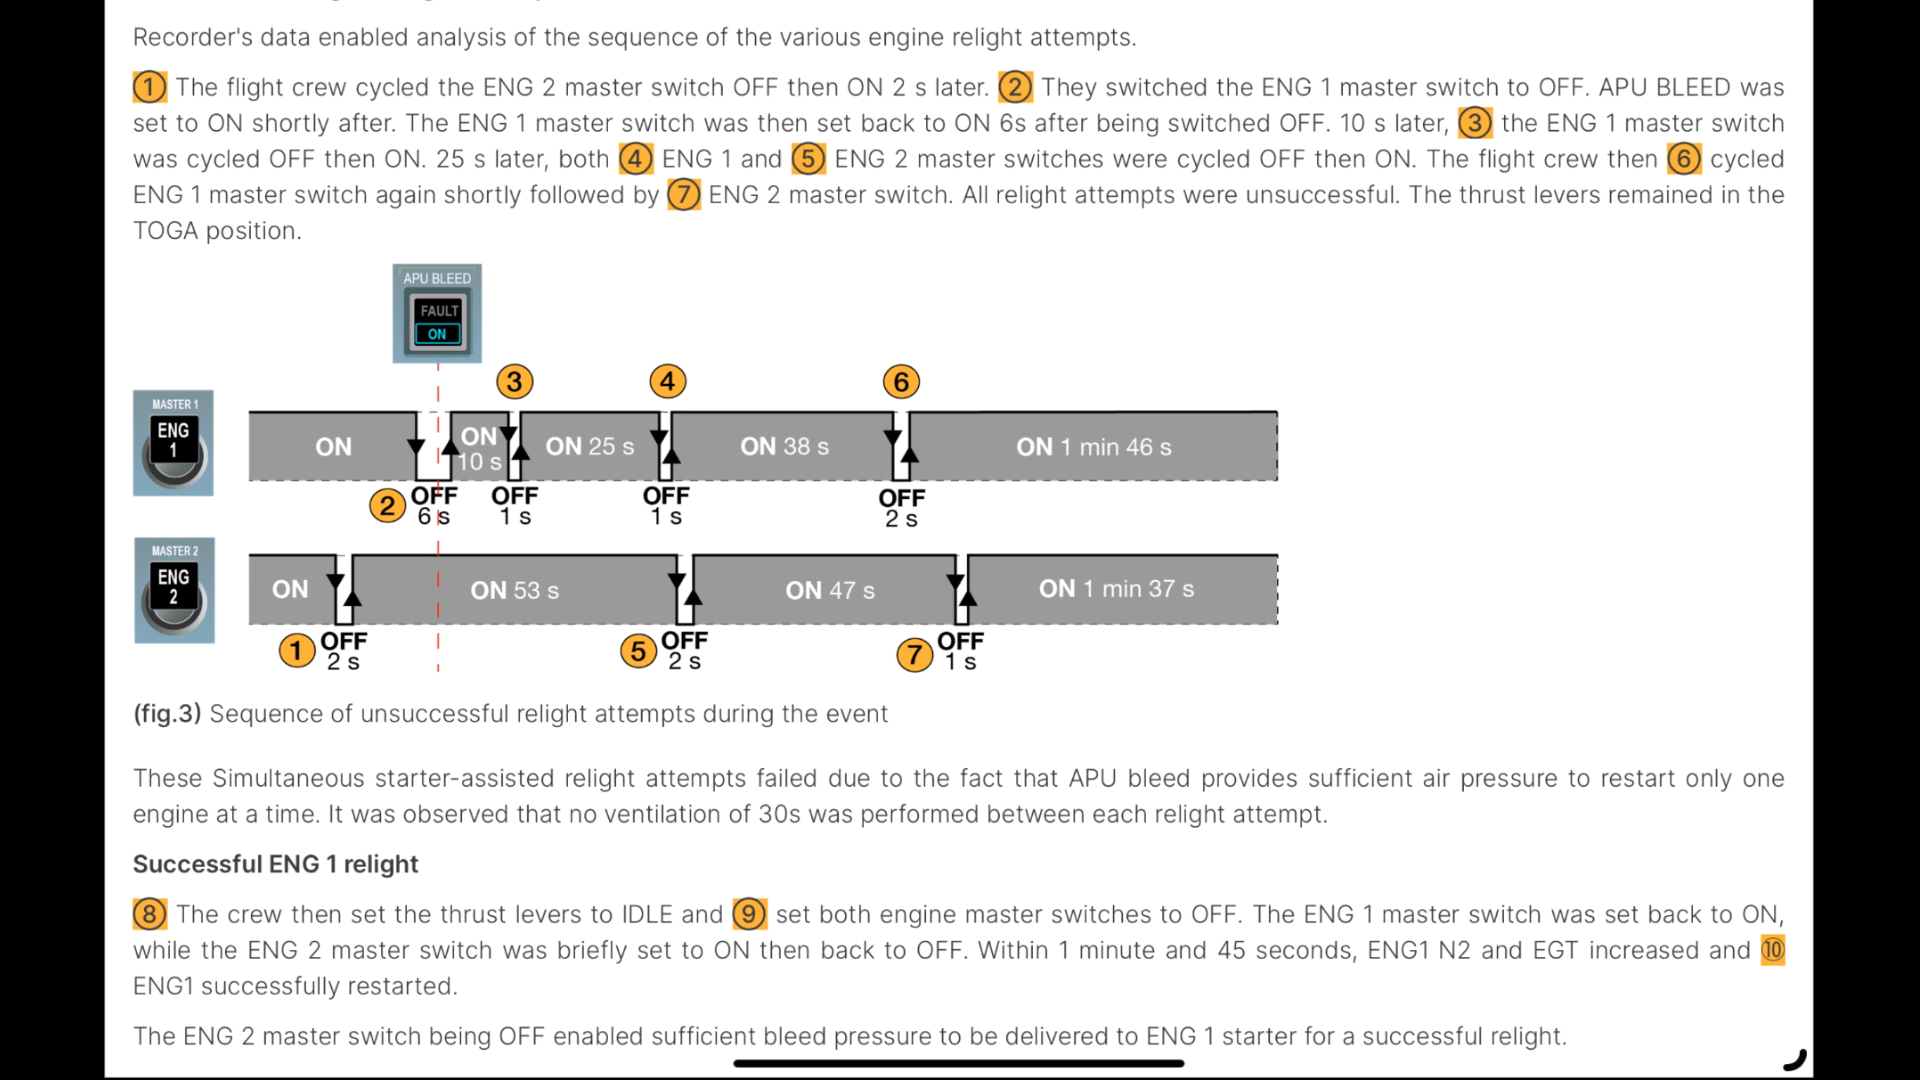 Recorder's data enabled analysis of the sequence of the various engine relight attempts.
① The flight crew cycled the ENG 2 master switch OFF then ON 2 s later. ② They switched the ENG 1 master switch to OFF. APU BLEED was
set to ON shortly after. The ENG 1 master switch was then set back to ON 6s after being switched OFF. 10 s later, ③ the ENG 1 master switch
was cycled OFF then ON. 25 s later, both ④ ENG 1 and ⑤ ENG 2 master switches were cycled OFF then ON. The flight crew then ⑥ cycled
ENG 1 master switch again shortly followed by ⑦ ENG 2 master switch. All relight attempts were unsuccessful. The thrust levers remained in the
TOGA position.
APU BLEED
FAULT
ON
3 4 6
MASTER 1
ENG
1
ON
ON
10 s
ON 25 s
ON 38 s
ON 1 min 46 s
2
OFF
6 s
OFF
1 s
OFF
1 s
OFF
2 s
MASTER 2
ENG
2
ON
ON 53 s
ON 47 s
ON 1 min 37 s
1
OFF
2 s
5
OFF
2 s
7
OFF
1 s
(fig.3) Sequence of unsuccessful relight attempts during the event
These Simultaneous starter-assisted relight attempts failed due to the fact that APU bleed provides sufficient air pressure to restart only one
engine at a time. It was observed that no ventilation of 30s was performed between each relight attempt.
Successful ENG 1 relight
⑧ The crew then set the thrust levers to IDLE and ⑨ set both engine master switches to OFF. The ENG 1 master switch was set back to ON,
while the ENG 2 master switch was briefly set to ON then back to OFF. Within 1 minute and 45 seconds, ENG1 N2 and EGT increased and ⑩
ENG1 successfully restarted.
The ENG 2 master switch being OFF enabled sufficient bleed pressure to be delivered to ENG 1 starter for a successful relight.